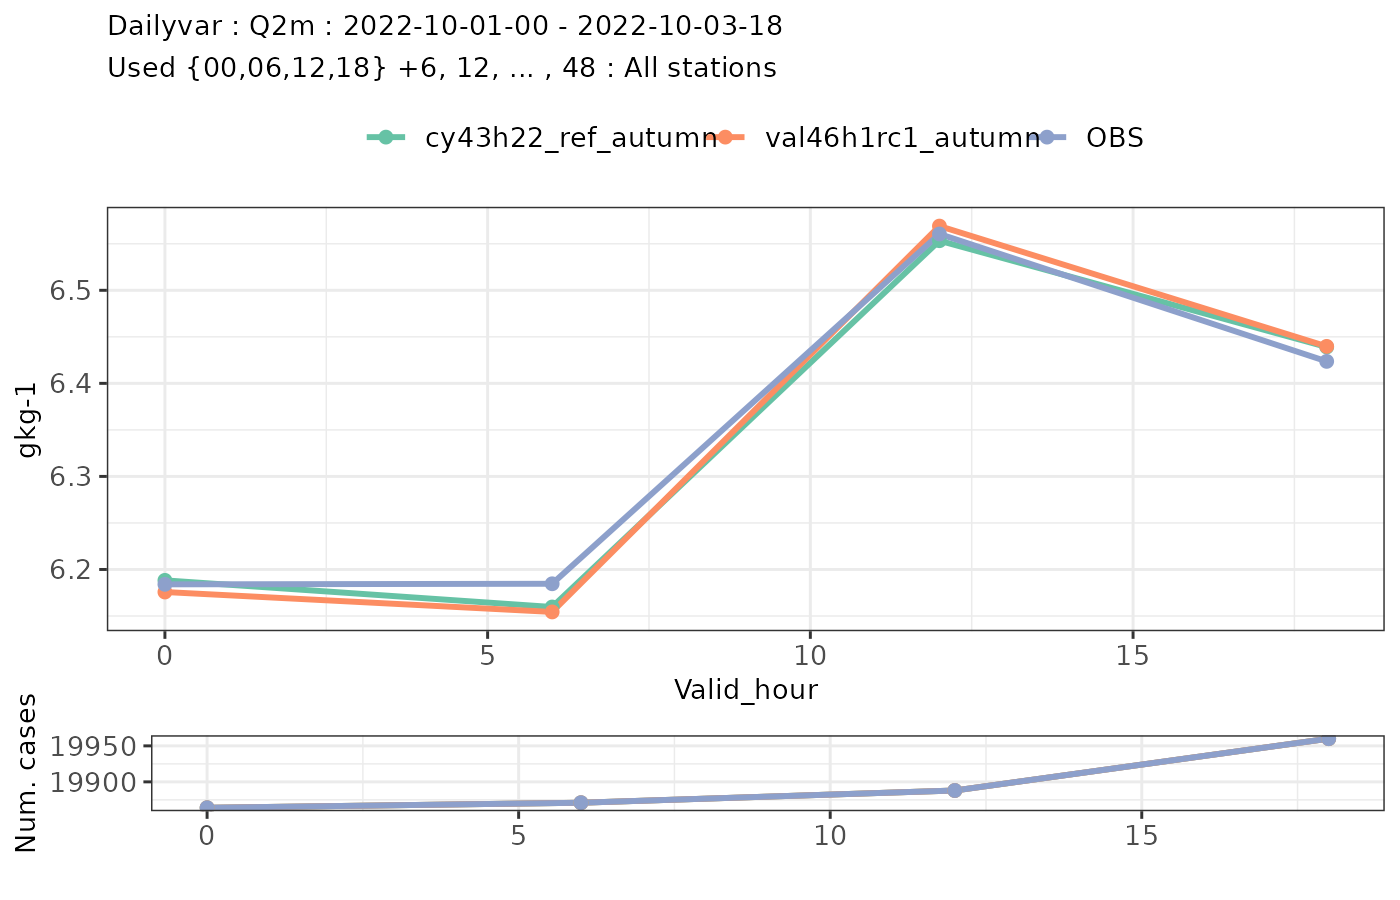 Dailyvar : Q2m : 2022-10-01-00 - 2022-10-03-18
Used {00,06,12,18} +6, 12, ... , 48 : All stations
cy43h22_ref_autumn val46h1rc1_autumn OBS
6.5
6.4
6.3
6.2
gkg-1
0 5 10 15
Valid_hour
19950
19900
Num. cases
0 5 10 15